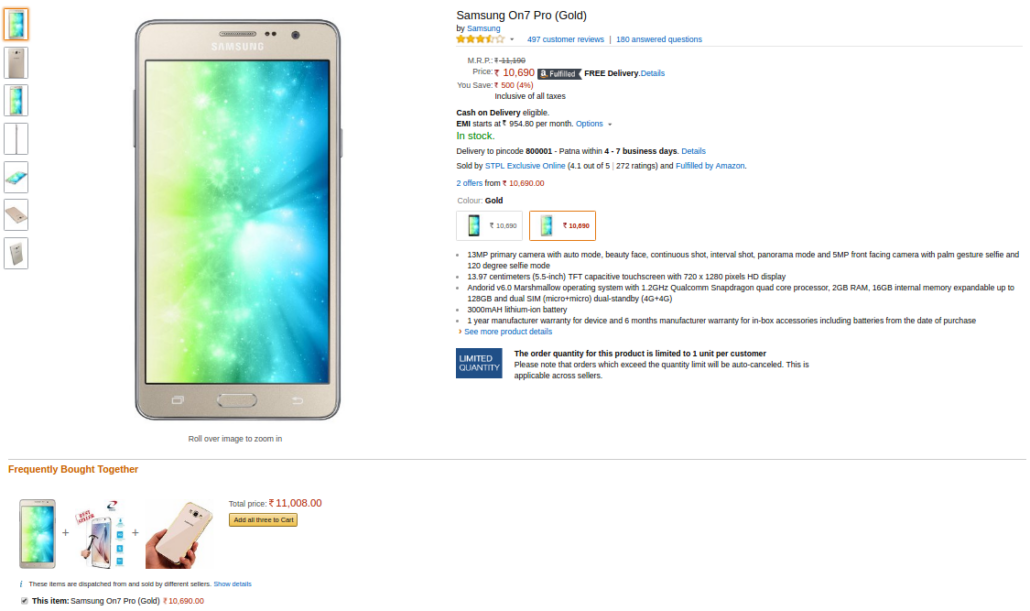 SAMSUNG
Roll over image to zoom in
Samsung On7 Pro (Gold)
by Samsung
497 customer reviews | 180 answered questions
M.R.P.: ₹ 11,190
Price: ₹ 10,690 a. Fulfilled FREE Delivery.Details
You Save: ₹ 500 (4%)
Inclusive of all taxes
Cash on Delivery eligible.
EMI starts at ₹ 954.80 per month. Options
In stock.
Delivery to pincode 800001 - Patna within 4 - 7 business days. Details
Sold by STPL Exclusive Online (4.1 out of 5 | 272 ratings) and Fulfilled by Amazon.
2 offers from ₹ 10,690.00
Colour: Gold
₹ 10,690 ₹ 10,690
13MP primary camera with auto mode, beauty face, continuous shot, interval shot, panorama mode and 5MP front facing camera with palm gesture selfie and
120 degree selfie mode
13.97 centimeters (5.5-inch) TFT capacitive touchscreen with 720 x 1280 pixels HD display
Andorid v6.0 Marshmallow operating system with 1.2GHz Qualcomm Snapdragon quad core processor, 2GB RAM, 16GB internal memory expandable up to
128GB and dual SIM (micro+micro) dual-standby (4G+4G)
3000mAH lithium-ion battery
1 year manufacturer warranty for device and 6 months manufacturer warranty for in-box accessories including batteries from the date of purchase
› See more product details
LIMITED
QUANTITY
The order quantity for this product is limited to 1 unit per customer
Please note that orders which exceed the quantity limit will be auto-canceled. This is
applicable across sellers.
Frequently Bought Together
BEST
SELLER
+ +
Total price: ₹ 11,008.00
Add all three to Cart
i These items are dispatched from and sold by different sellers. Show details
This item: Samsung On7 Pro (Gold) ₹ 10,690.00